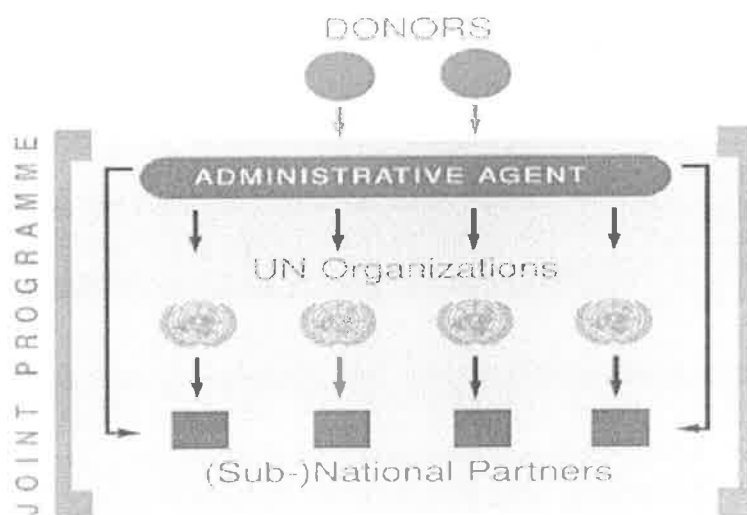 DONORS
JOINT PROGRAMME
ADMINISTRATIVE AGENT
UN Organizations
(Sub-)National Partners